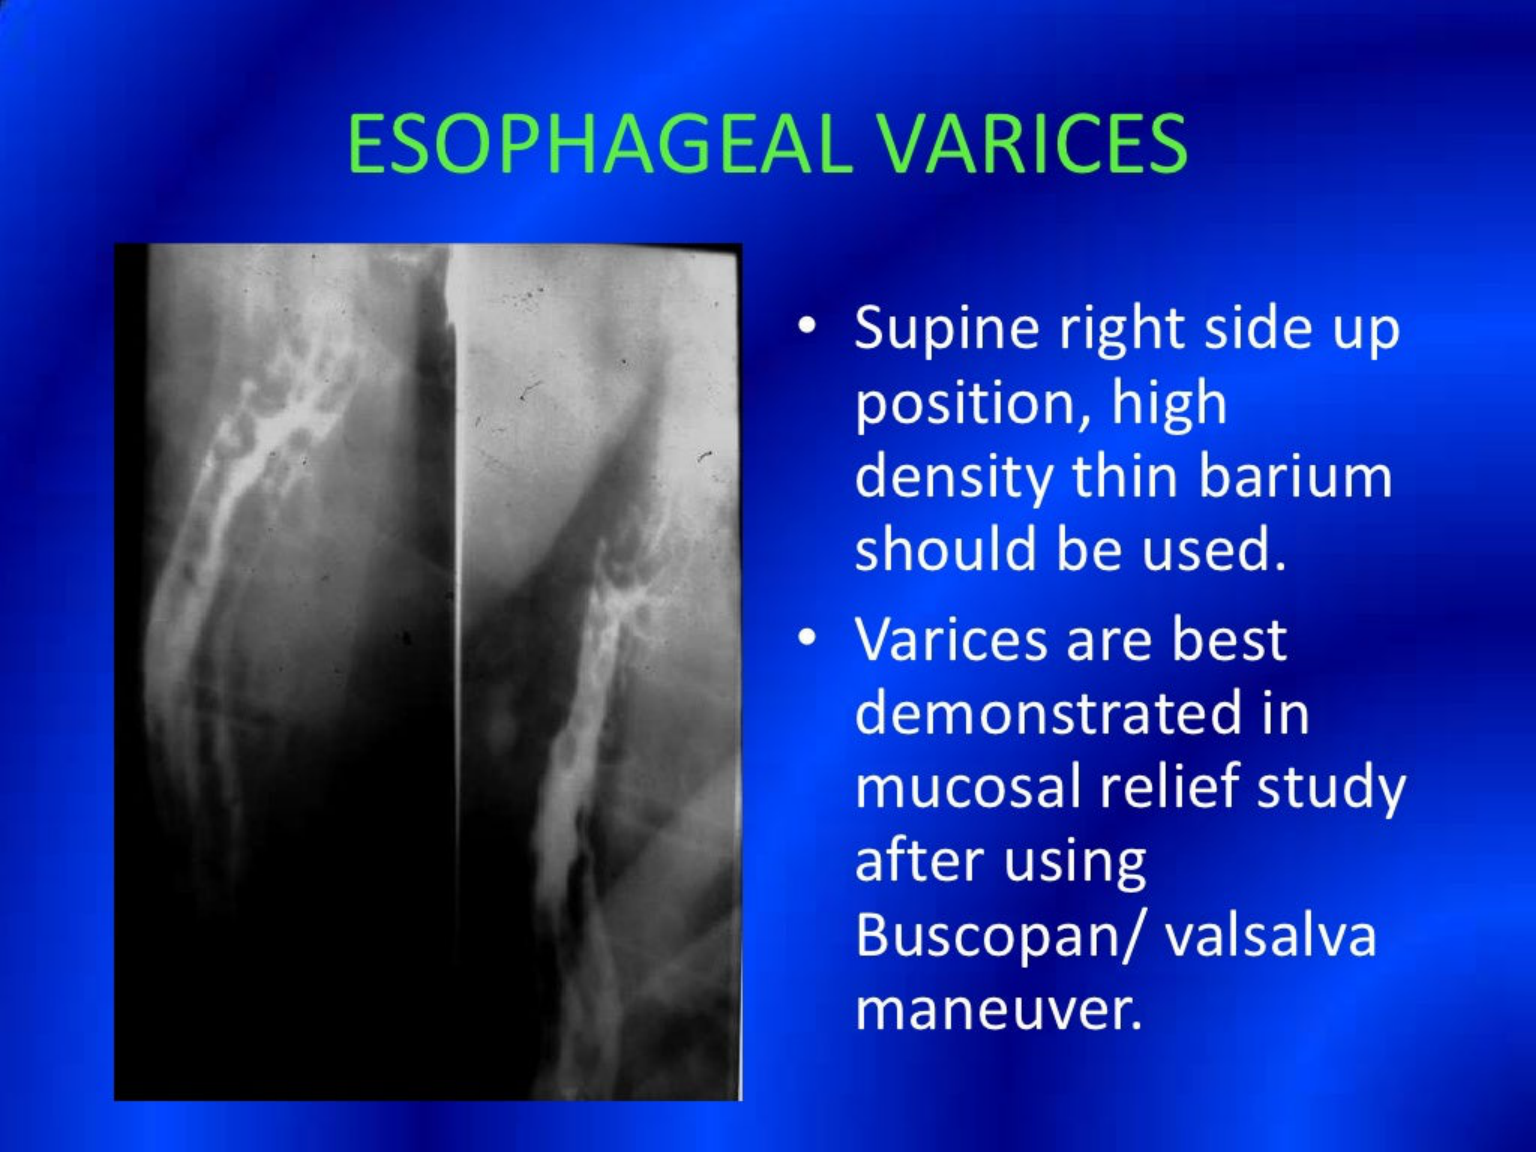 ESOPHAGEAL VARICES
• Supine right side up
position, high
density thin barium
should be used.
• Varices are best
demonstrated in
mucosal relief study
after using
Buscopan/ valsalva
maneuver.